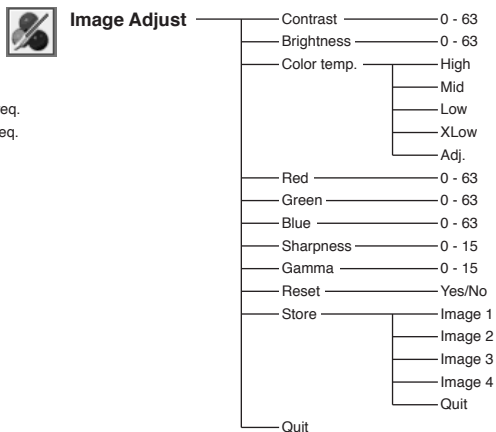 Image Adjust Contrast 0 - 63
Brightness 0 - 63
Color temp. High
Mid
eq. Low
eq. XLow
Adj.
Red 0 - 63
Green 0 - 63
Blue 0 - 63
Sharpness 0 - 15
Gamma 0 - 15
Reset Yes/No
Store Image 1
Image 2
Image 3
Image 4
Quit
Quit